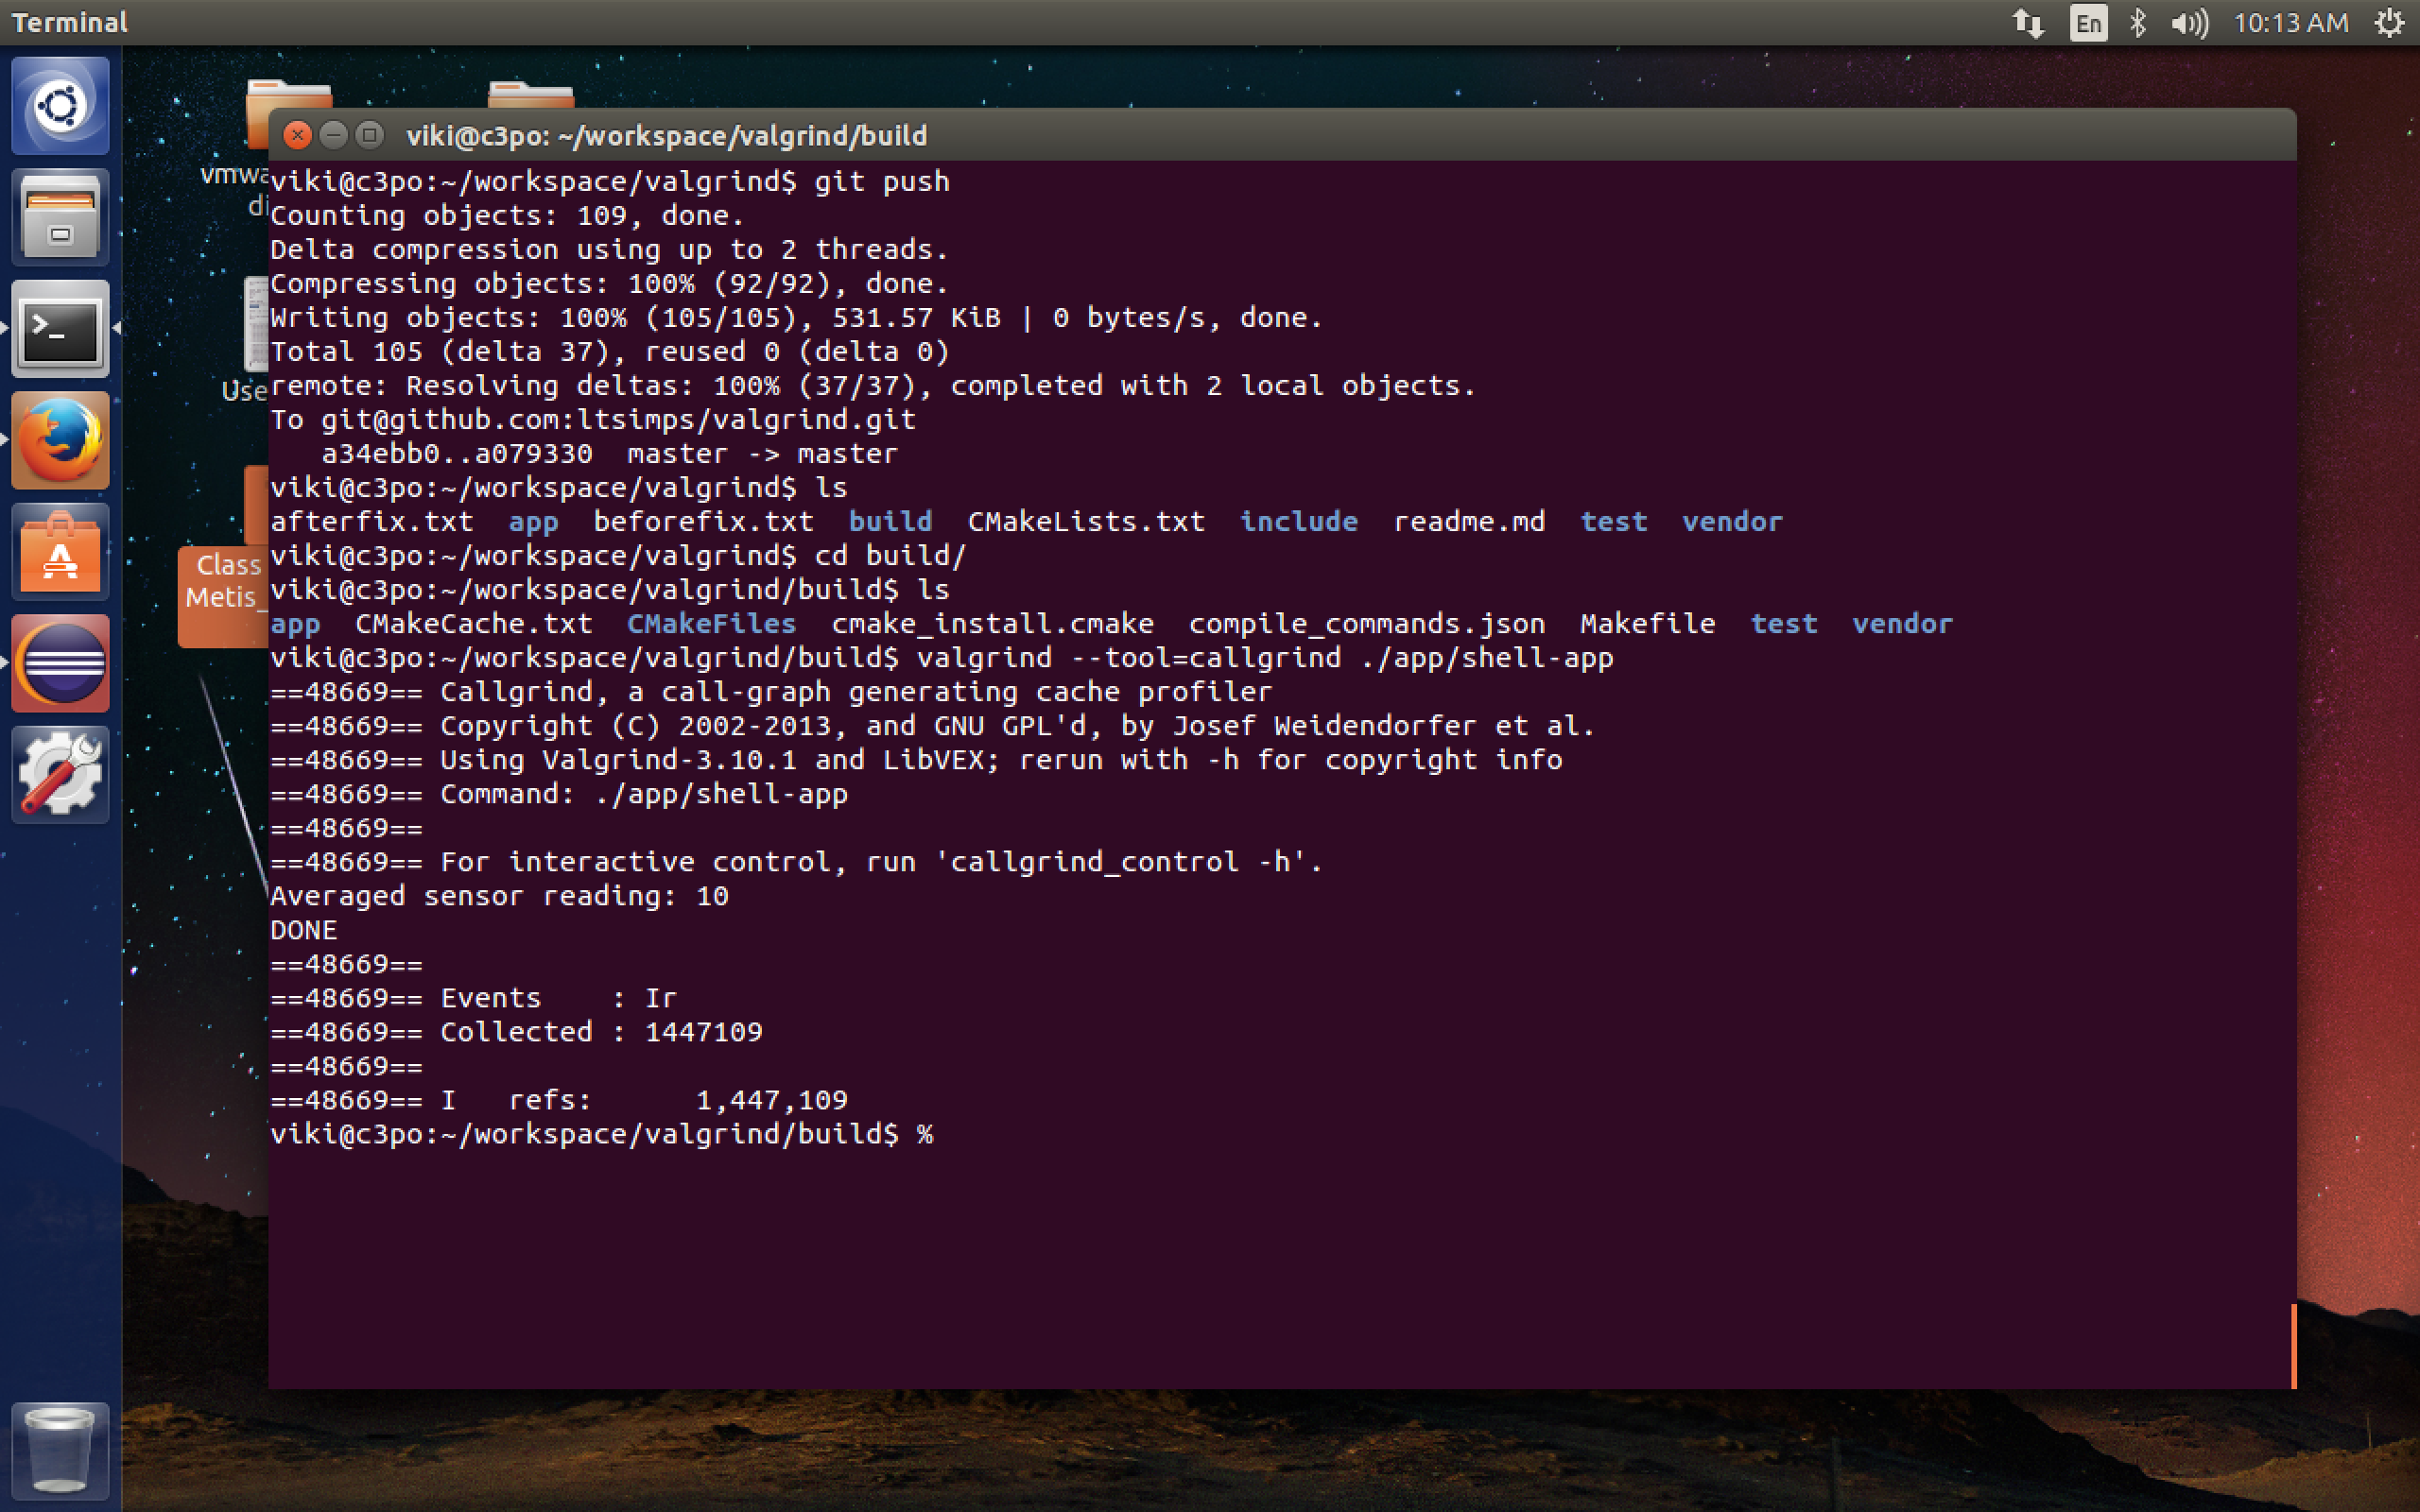 Terminal
En
10:13 AM
viki@c3po: ~/workspace/valgrind/build
viki@c3po:~/workspace/valgrind$ git push
Counting objects: 109, done.
Delta compression using up to 2 threads.
Compressing objects: 100% (92/92), done.
Writing objects: 100% (105/105), 531.57 KiB | 0 bytes/s, done.
Total 105 (delta 37), reused 0 (delta 0)
remote: Resolving deltas: 100% (37/37), completed with 2 local objects.
To git@github.com:ltsimps/valgrind.git
   a34ebb0..a079330  master -> master
viki@c3po:~/workspace/valgrind$ ls
afterfix.txt  app  beforefix.txt  build  CMakeLists.txt  include  readme.md  test  vendor
viki@c3po:~/workspace/valgrind$ cd build/
viki@c3po:~/workspace/valgrind/build$ ls
app  CMakeCache.txt  CMakeFiles  cmake_install.cmake  compile_commands.json  Makefile  test  vendor
viki@c3po:~/workspace/valgrind/build$ valgrind --tool=callgrind ./app/shell-app
==48669== Callgrind, a call-graph generating cache profiler
==48669== Copyright (C) 2002-2013, and GNU GPL'd, by Josef Weidendorfer et al.
==48669== Using Valgrind-3.10.1 and LibVEX; rerun with -h for copyright info
==48669== Command: ./app/shell-app
==48669==
==48669== For interactive control, run 'callgrind_control -h'.
Averaged sensor reading: 10
DONE
==48669==
==48669== Events    : Ir
==48669== Collected : 1447109
==48669==
==48669== I   refs:      1,447,109
viki@c3po:~/workspace/valgrind/build$ %
vmwa
di
Use
Class
Metis_